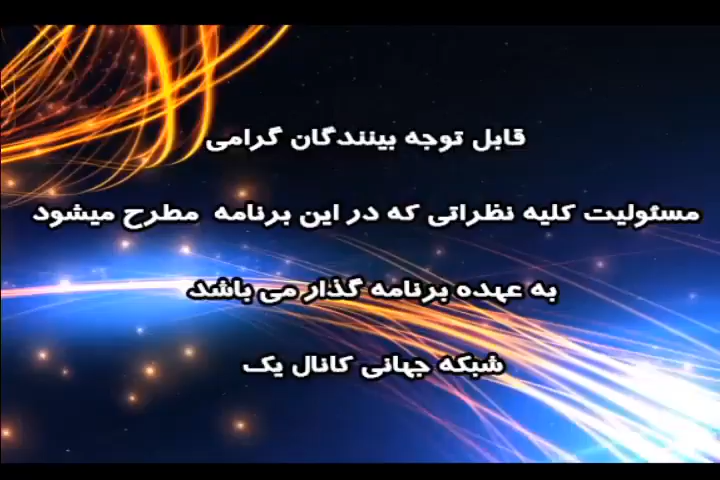 قابل توجه بینندگان گرامی
مسئولیت کلیه نظراتی که در این برنامه مطرح میشود
به عهده برنامه گذار می باشد
شبکه جهانی کانال یک